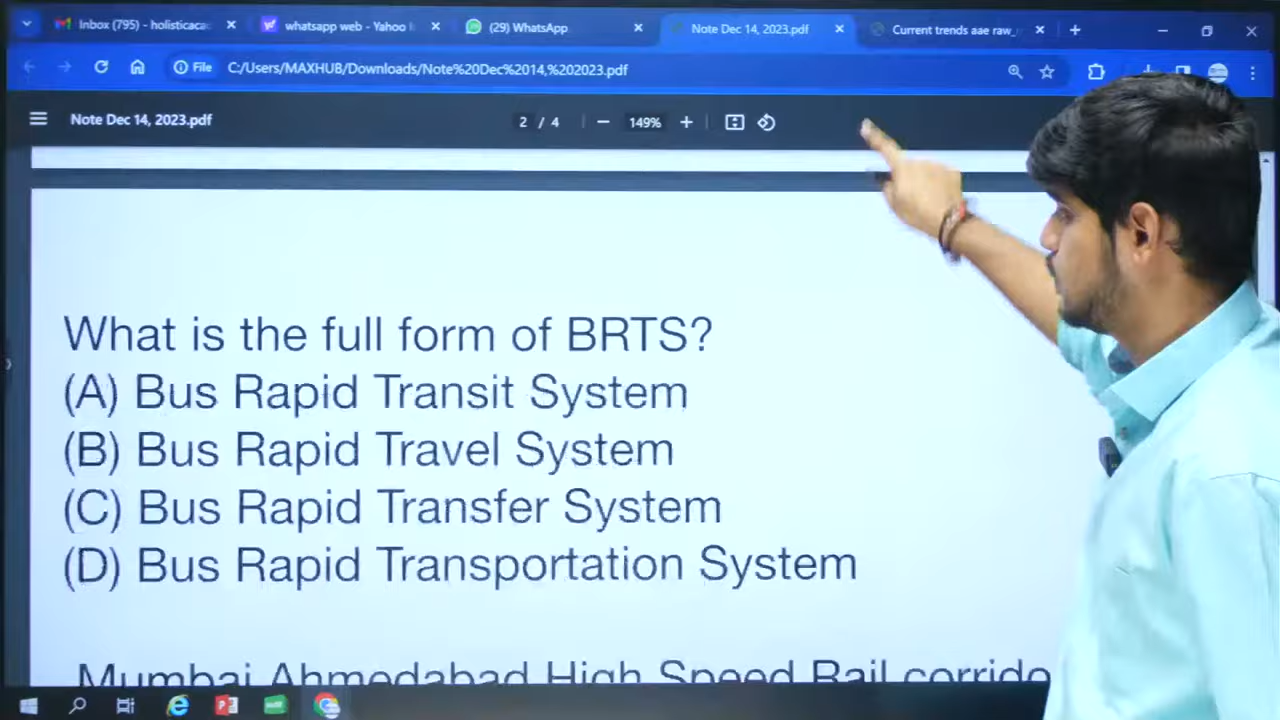 Inbox (795) - holisticaca
whatsapp web - Yahoo
(29) WhatsApp
Note Dec 14, 2023.pdf
Current trends aae raw_
File
C:/Users/MAXHUB/Downloads/Note%20Dec%2014,%202023.pdf
Note Dec 14, 2023.pdf
2 / 4
149%
What is the full form of BRTS?
(A) Bus Rapid Transit System
(B) Bus Rapid Travel System
(C) Bus Rapid Transfer System
(D) Bus Rapid Transportation System
Mumbai Ahmedabad High Speed Rail corrido